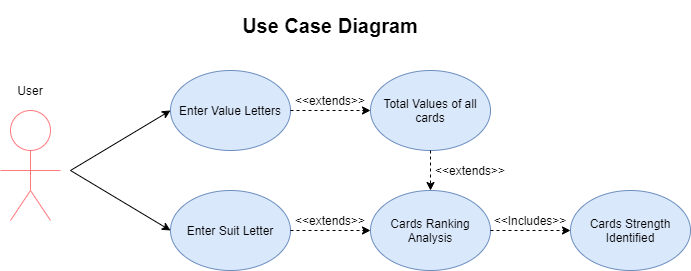 Use Case Diagram
User
Enter Value Letters
<<extends>>
Total Values of all
cards
<<extends>>
Enter Suit Letter
<<extends>>
Cards Ranking
Analysis
<<Includes>>
Cards Strength
Identified